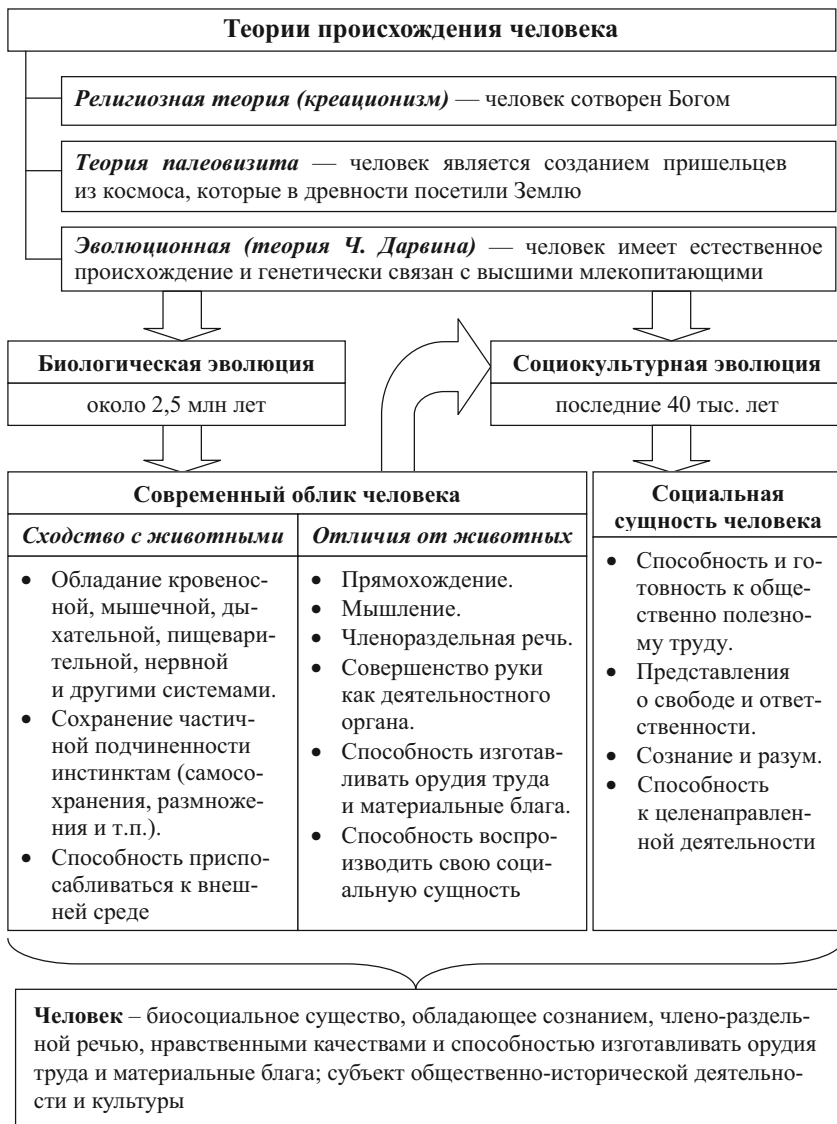 Теории происхождения человека
Религиозная теория (креационизм) — человек сотворен Богом
Теория палеовизита — человек является созданием пришельцев
из космоса, которые в древности посетили Землю
Эволюционная (теория Ч. Дарвина) — человек имеет естественное
происхождение и генетически связан с высшими млекопитающими
Биологическая эволюция
около 2,5 млн лет
Социокультурная эволюция
последние 40 тыс. лет
Современный облик человека
Сходство с животными
• Обладание кровенос-
ной, мышечной, ды-
хательной, пищевари-
тельной, нервной
и другими системами.
• Сохранение частич-
ной подчиненности
инстинктам (самосо-
хранения, размноже-
ния и т.п.).
• Способность приспо-
сабливаться к внеш-
ней среде
Отличия от животных
• Прямохождение.
• Мышление.
• Членораздельная речь.
• Совершенство руки
как деятельностного
органа.
• Способность изготав-
ливать орудия труда
и материальные блага.
• Способность воспро-
изводить свою соци-
альную сущность
Социальная
сущность человека
• Способность и го-
товность к обще-
ственно полезно-
му труду.
• Представления
о свободе и ответ-
ственности.
• Сознание и разум.
• Способность
к целенаправлен-
ной деятельности
Человек – биосоциальное существо, обладающее сознанием, члено-раздель-
ной речью, нравственными качествами и способностью изготавливать орудия
труда и материальные блага; субъект общественно-исторической деятельно-
сти и культуры